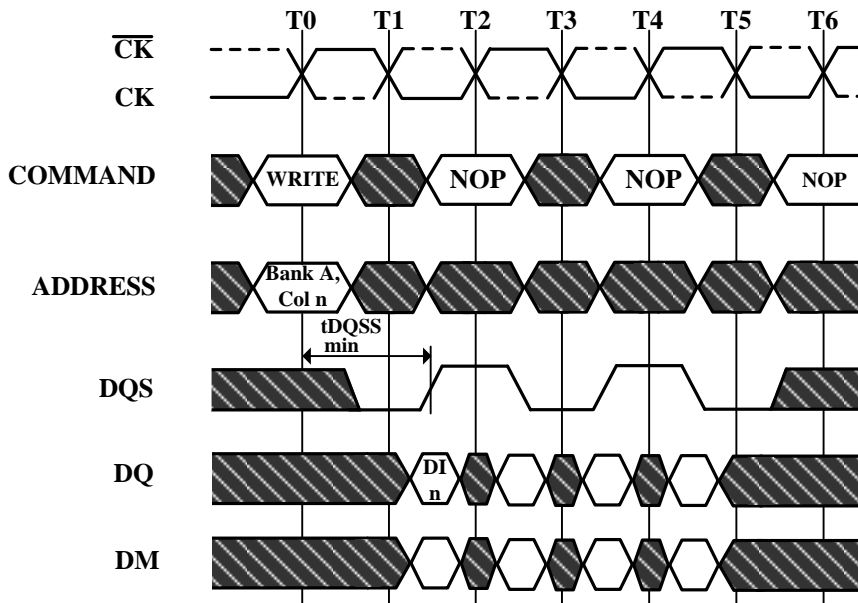 T0 T1 T2 T3 T4 T5 T6
CK
CK
COMMAND WRITE NOP NOP NOP
ADDRESS Bank A,
Col n
tDQSS
min
DQS
DQ DI
n
DM